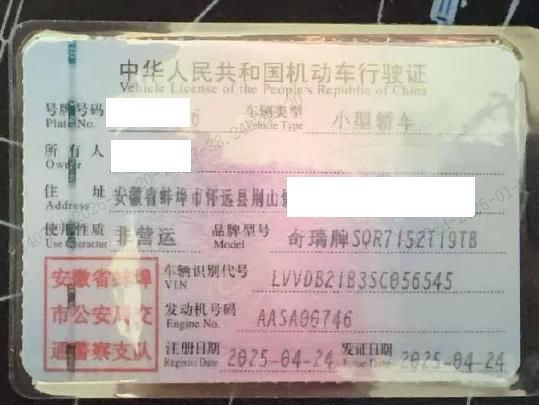 中华人民共和国机动车行驶证
Vehicle License of the People's Republic of China
号牌号码 6 车辆类型 小型轿车
Plate No. Vehicle Type
所有人
Owner
住址 安徽省蚌埠市怀远县荆山镇
Address
使用性质 非营运 品牌型号 奇瑞牌SQR7152T19TB
Use Character Model
安徽省蚌埠 车辆识别代号 LVVDB21B3SC056545
VIN
市公安局交 发动机号码 AASA00746
Engine No.
通警察支队 注册日期 2025-04-24 发证日期 2025-04-24
Register Date Issue Date